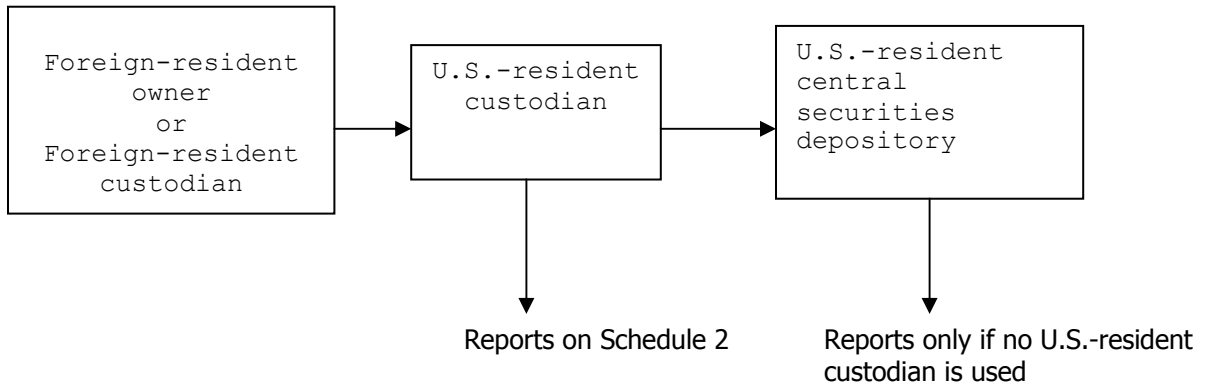 Foreign-resident
owner
or
Foreign-resident
custodian
U.S.-resident
custodian
U.S.-resident
central
securities
depository
Reports on Schedule 2
Reports only if no U.S.-resident
custodian is used